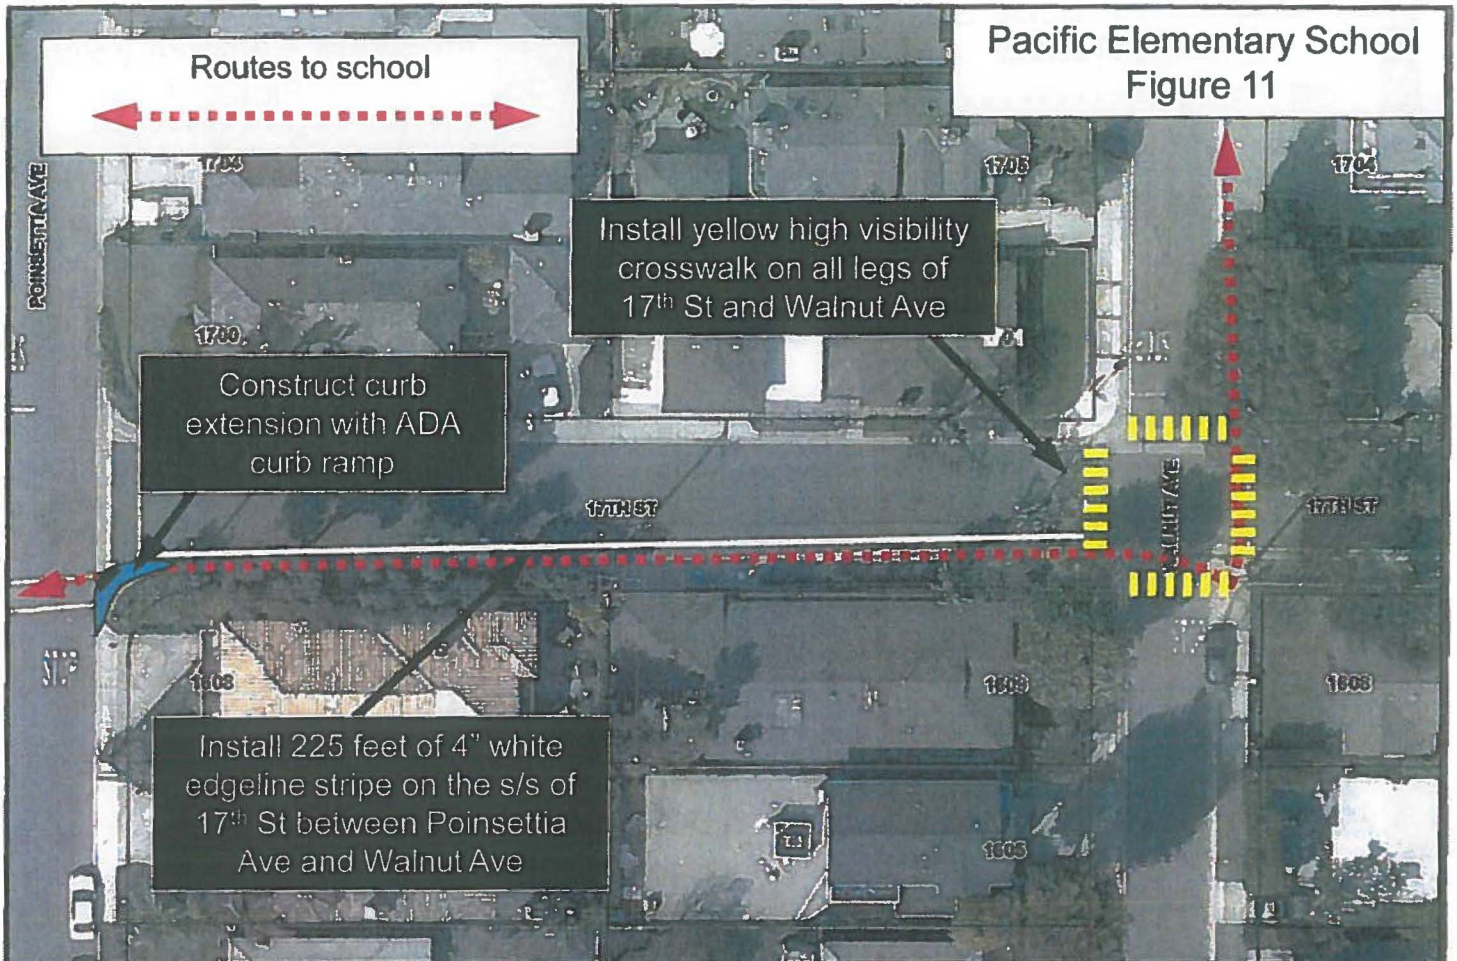 Routes to school
Pacific Elementary School
Figure 11
POINSETTIA AVE
1704
1705
1704
Install yellow high visibility
crosswalk on all legs of
17th St and Walnut Ave
1700
1701
Construct curb
extension with ADA
curb ramp
17TH ST
WALNUT AVE
17TH ST
1608
1609
1608
Install 225 feet of 4" white
edgeline stripe on the s/s of
17th St between Poinsettia
Ave and Walnut Ave
1605